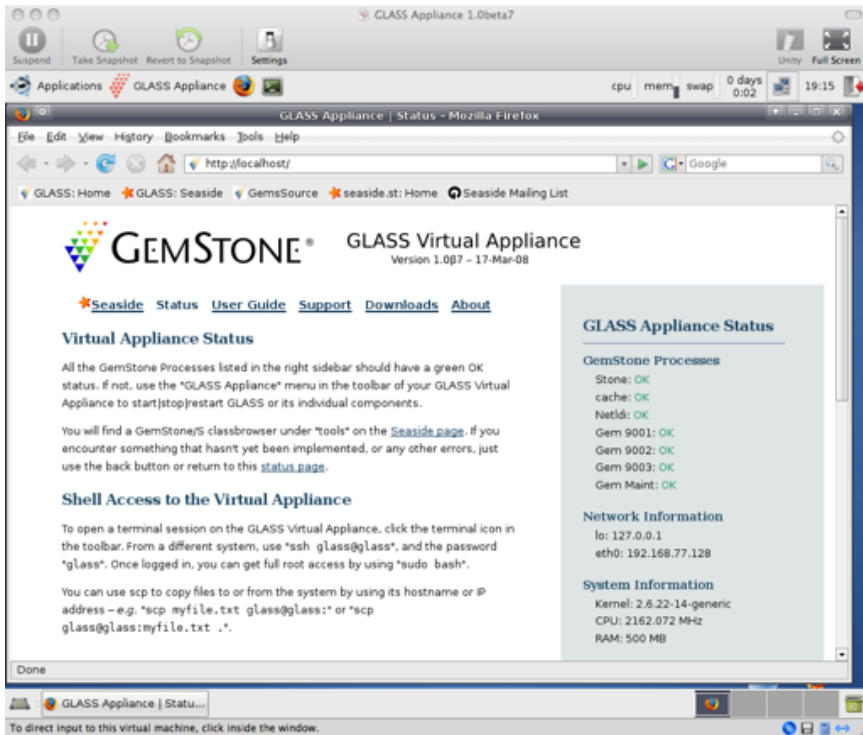 GLASS Appliance 1.0beta7
Suspend Take Snapshot Revert to Snapshot Settings Unity Full Screen
Applications GLASS Appliance cpu mem swap 0 days 0:02 19:15
GLASS Appliance | Status - Mozilla Firefox
File Edit View History Bookmarks Tools Help
http://localhost/ Google
GLASS: Home GLASS: Seaside GemsSource seaside.st: Home Seaside Mailing List
GEMSTONE® GLASS Virtual Appliance
Version 1.0β7 – 17-Mar-08
Seaside Status User Guide Support Downloads About
Virtual Appliance Status
All the GemStone Processes listed in the right sidebar should have a green OK
status. If not, use the "GLASS Appliance" menu in the toolbar of your GLASS Virtual
Appliance to start|stop|restart GLASS or its individual components.
You will find a GemStone/S classbrowser under "tools" on the Seaside page. If you
encounter something that hasn't yet been implemented, or any other errors, just
use the back button or return to this status page.
Shell Access to the Virtual Appliance
To open a terminal session on the GLASS Virtual Appliance, click the terminal icon in
the toolbar. From a different system, use "ssh glass@glass", and the password
"glass". Once logged in, you can get full root access by using "sudo bash".
You can use scp to copy files to or from the system by using its hostname or IP
address – e.g. "scp myfile.txt glass@glass:" or "scp
glass@glass:myfile.txt .".
GLASS Appliance Status
GemStone Processes
Stone: OK
cache: OK
Netldi: OK
Gem 9001: OK
Gem 9002: OK
Gem 9003: OK
Gem Maint: OK
Network Information
lo: 127.0.0.1
eth0: 192.168.77.128
System Information
Kernel: 2.6.22-14-generic
CPU: 2162.072 MHz
RAM: 500 MB
Done
GLASS Appliance | Statu...
To direct input to this virtual machine, click inside the window.